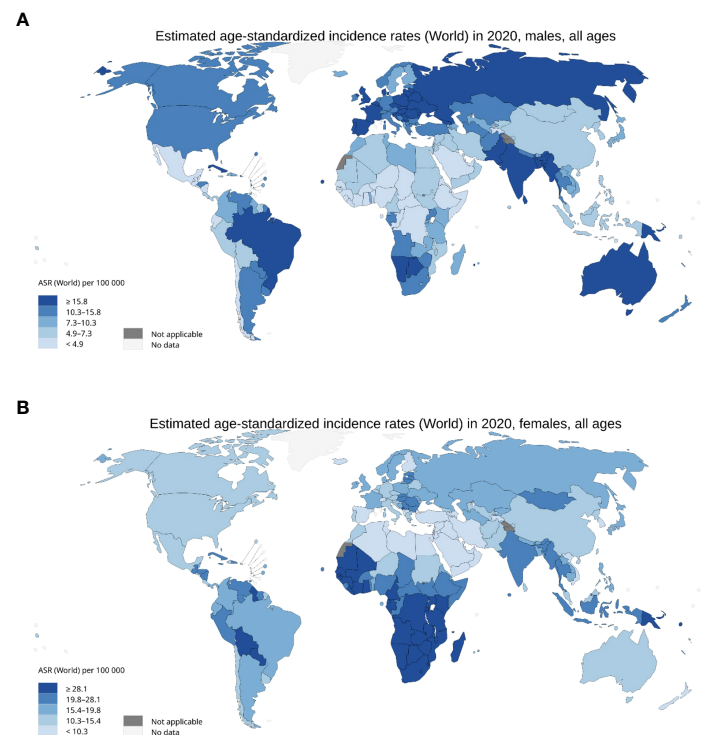 A
Estimated age-standardized incidence rates (World) in 2020, males, all ages
ASR (World) per 100 000
≥ 15.8
10.3–15.8
7.3–10.3
4.9–7.3
< 4.9
Not applicable
No data
B
Estimated age-standardized incidence rates (World) in 2020, females, all ages
ASR (World) per 100 000
≥ 28.1
19.8–28.1
15.4–19.8
10.3–15.4
< 10.3
Not applicable
No data